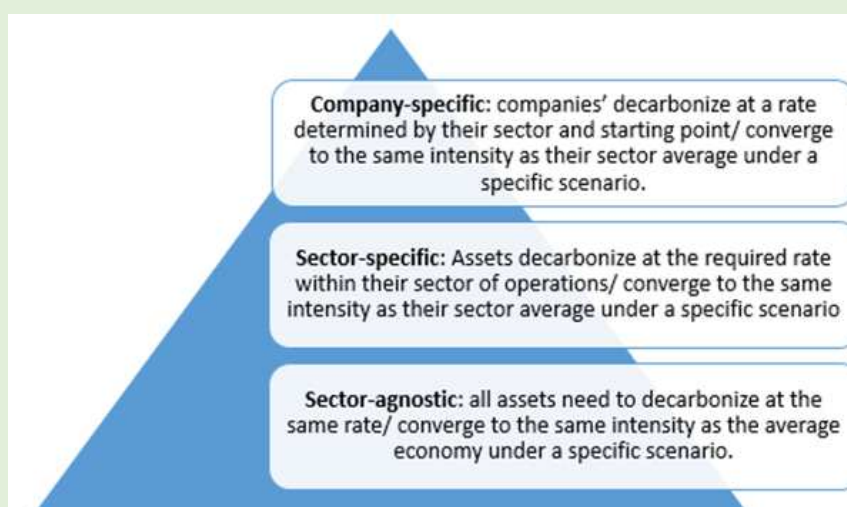 Company-specific: companies' decarbonize at a rate
determined by their sector and starting point/ converge
to the same intensity as their sector average under a
specific scenario.
Sector-specific: Assets decarbonize at the required rate
within their sector of operations/ converge to the same
intensity as their sector average under a specific scenario
Sector-agnostic: all assets need to decarbonize at the
same rate/ converge to the same intensity as the average
economy under a specific scenario.